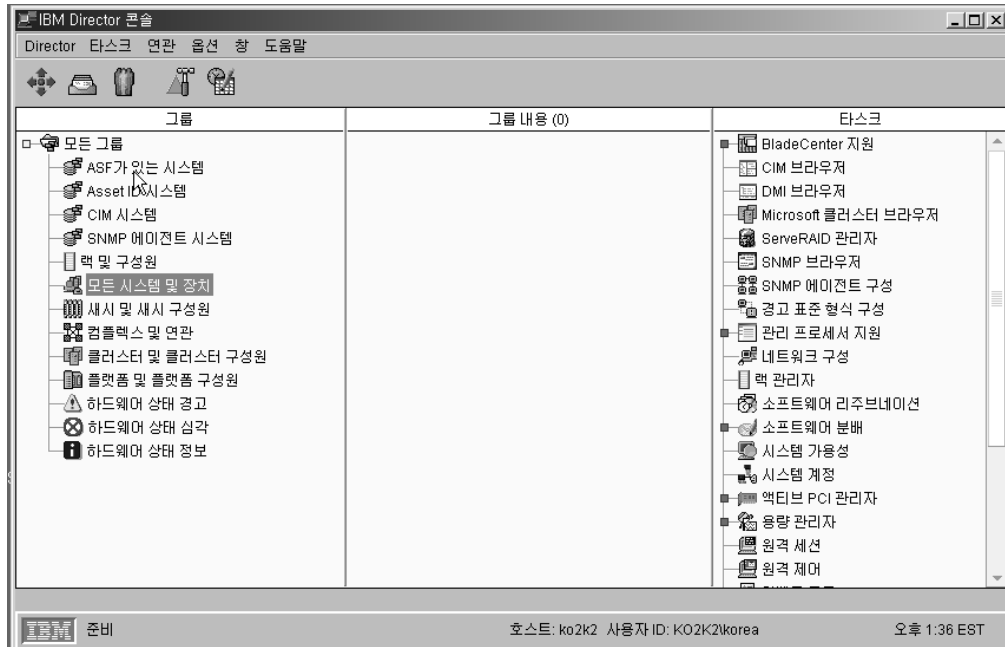 IBM Director 콘솔
Director 타스크 연관 옵션 창 도움말
그룹
모든 그룹
ASF가 있는 시스템
Asset ID 시스템
CIM 시스템
SNMP 에이전트 시스템
랙 및 구성원
모든 시스템 및 장치
섀시 및 섀시 구성원
컴플렉스 및 연관
클러스터 및 클러스터 구성원
플랫폼 및 플랫폼 구성원
하드웨어 상태 경고
하드웨어 상태 심각
하드웨어 상태 정보
그룹 내용 (0)
타스크
BladeCenter 지원
CIM 브라우저
DMI 브라우저
Microsoft 클러스터 브라우저
ServeRAID 관리자
SNMP 브라우저
SNMP 에이전트 구성
경고 표준 형식 구성
관리 프로세서 지원
네트워크 구성
랙 관리자
소프트웨어 리주브네이션
소프트웨어 분배
시스템 가용성
시스템 계정
액티브 PCI 관리자
용량 관리자
원격 세션
원격 제어
IBM 준비 호스트: ko2k2 사용자 ID: KO2K2\korea 오후 1:36 EST